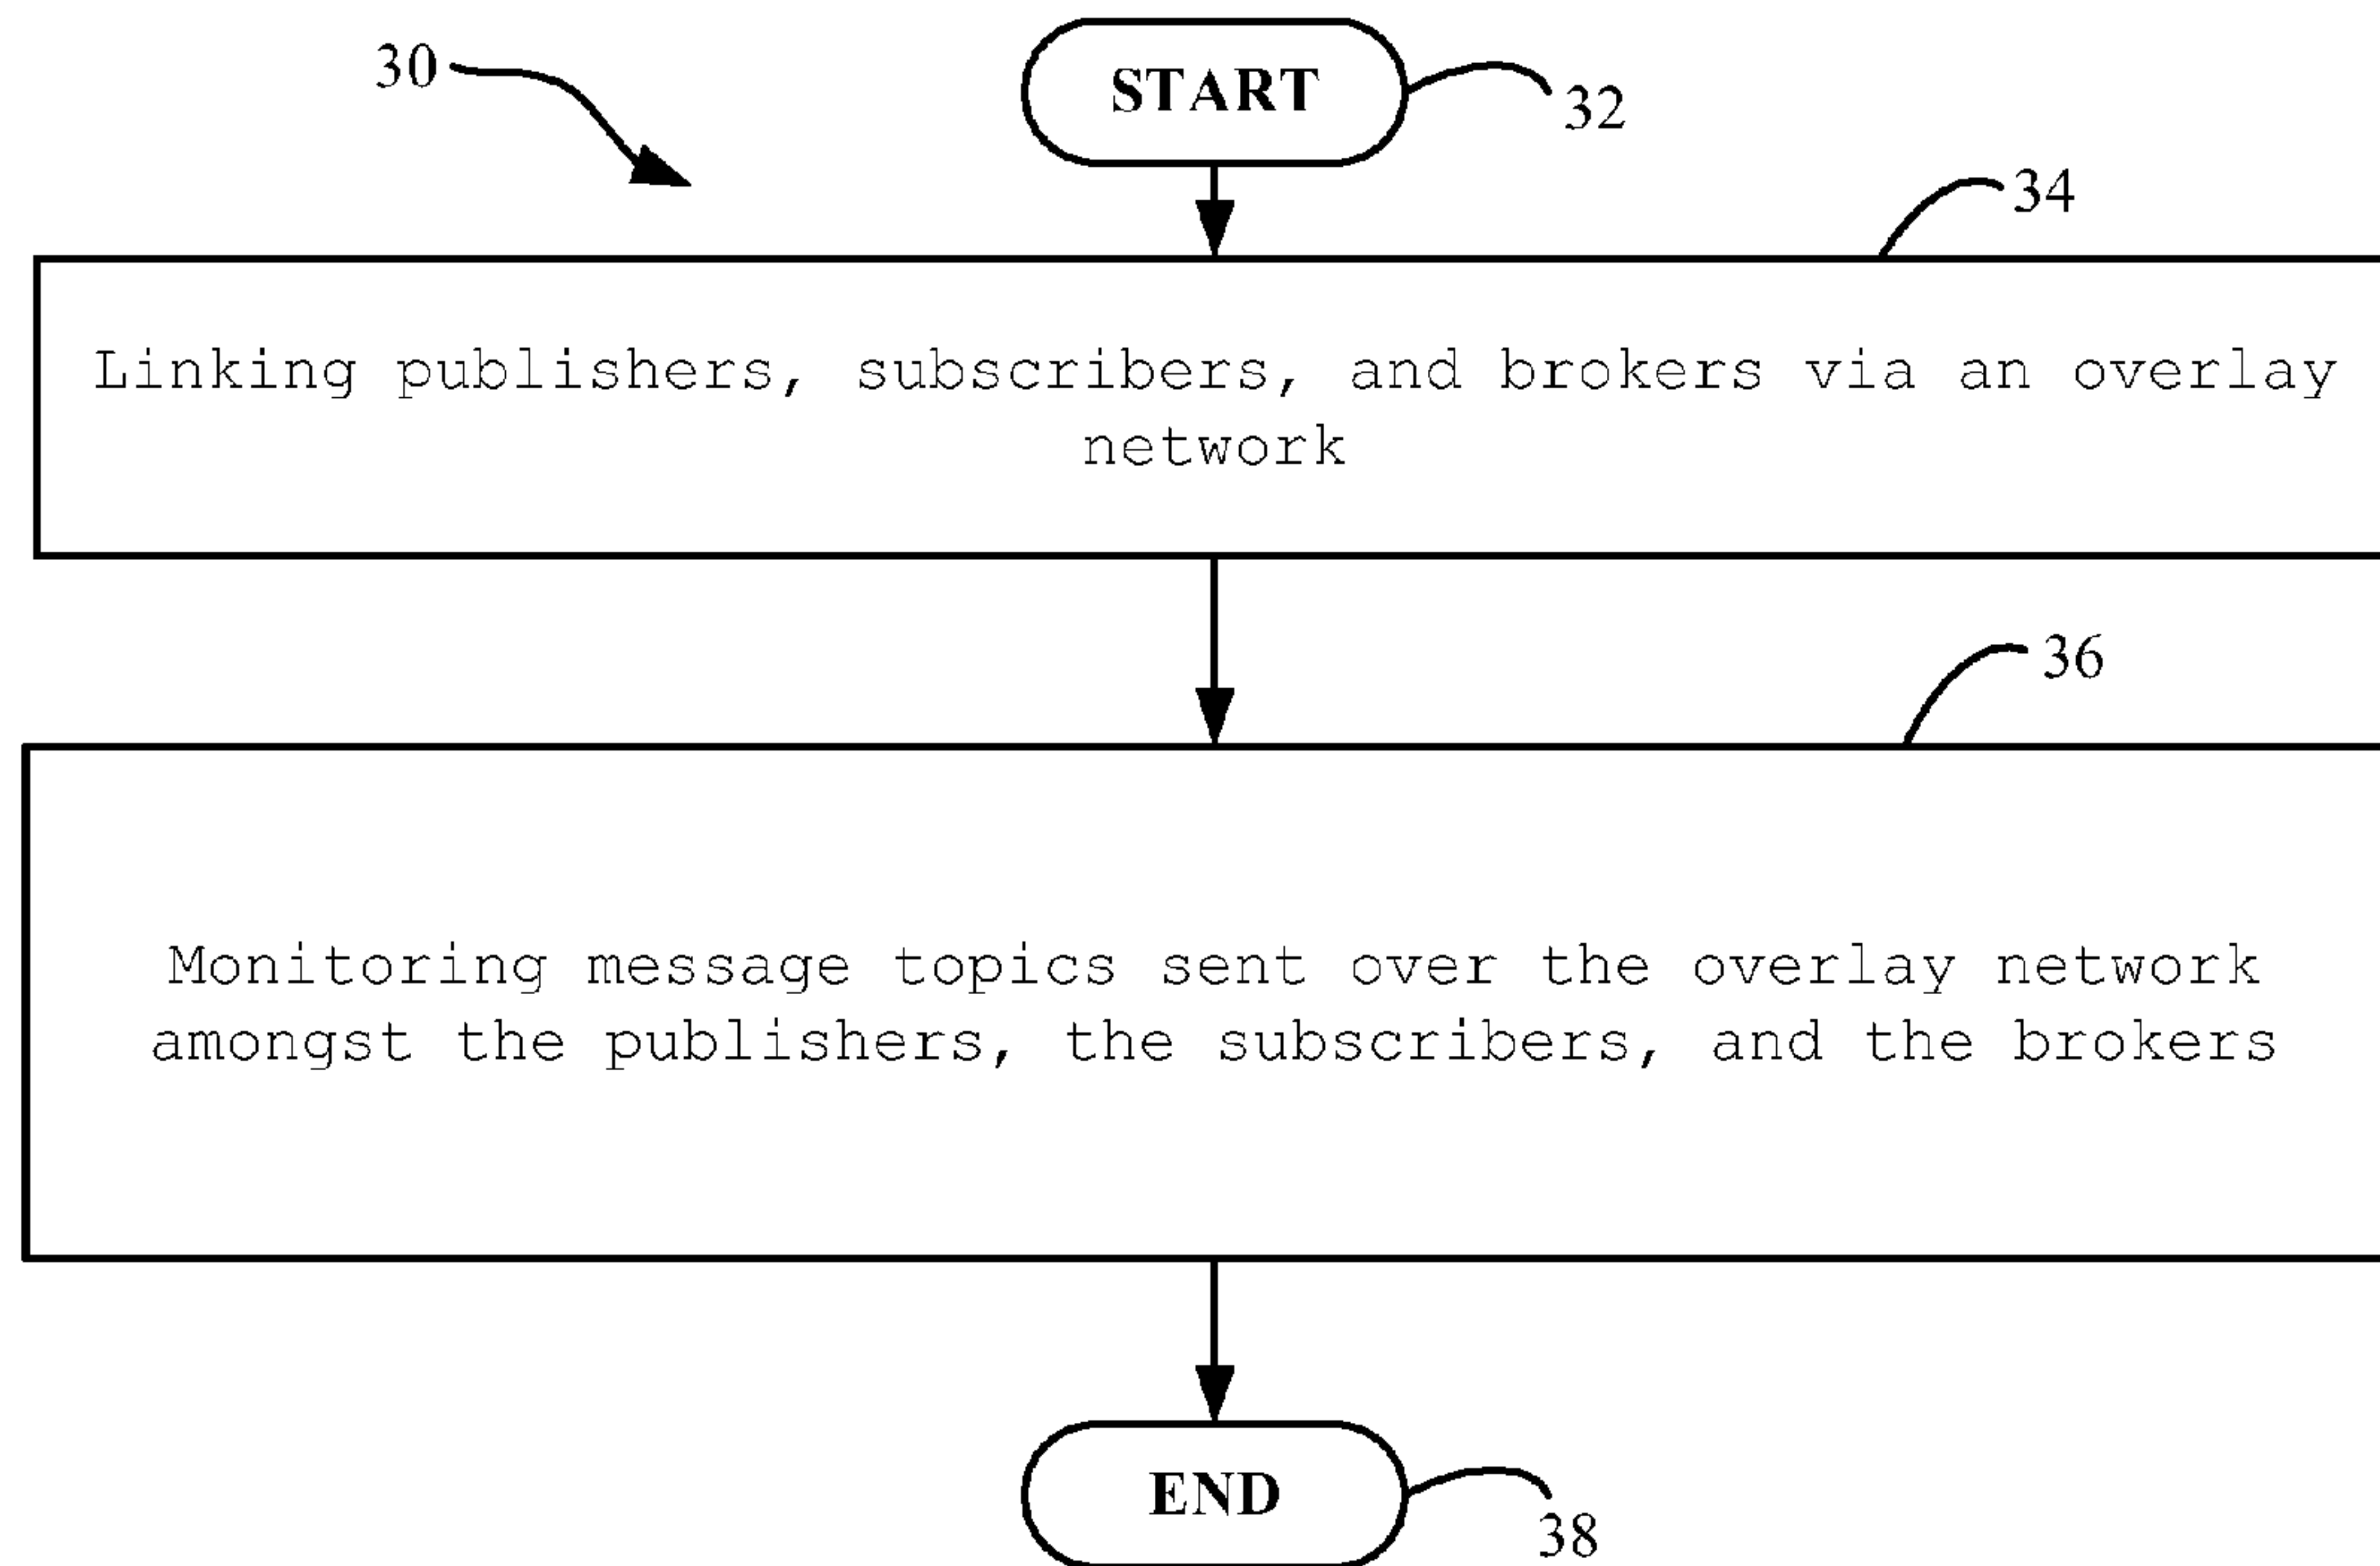 30
START
32
34
Linking publishers, subscribers, and brokers via an overlay
network
36
Monitoring message topics sent over the overlay network
amongst the publishers, the subscribers, and the brokers
END
38